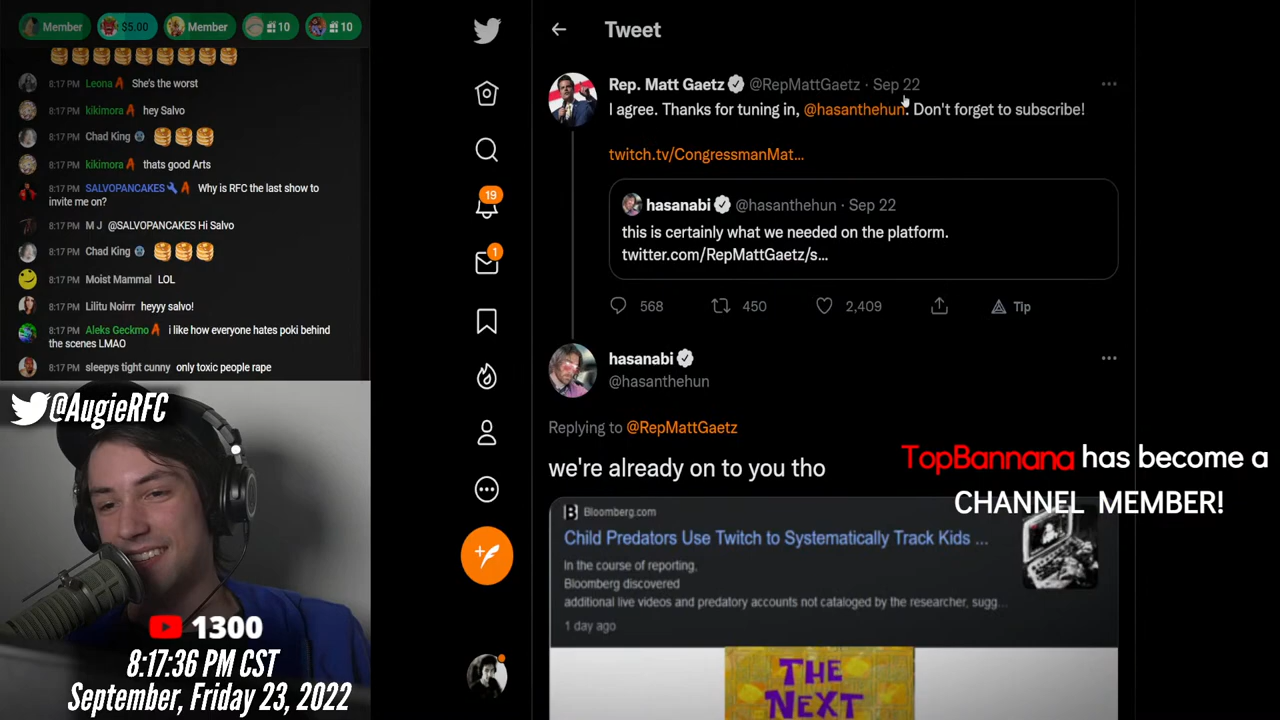 Member
$5.00
Member
10
10
8:17 PM Leona She's the worst
8:17 PM kikimora hey Salvo
8:17 PM Chad King
8:17 PM kikimora thats good Arts
8:17 PM SALVOPANCAKES Why is RFC the last show to
invite me on?
8:17 PM M J @SALVOPANCAKES Hi Salvo
8:17 PM Chad King
8:17 PM Moist Mammal LOL
8:17 PM Lilitu Noirrr heyyy salvo!
8:17 PM Aleks Geckmo i like how everyone hates poki behind
the scenes LMAO
8:17 PM sleepys tight cunny only toxic people rape
@AugieRFC
1300
8:17:36 PM CST
September, Friday 23, 2022
19
1
Tweet
Rep. Matt Gaetz @RepMattGaetz · Sep 22
I agree. Thanks for tuning in, @hasanthehun. Don't forget to subscribe!
twitch.tv/CongressmanMat...
hasanabi @hasanthehun · Sep 22
this is certainly what we needed on the platform.
twitter.com/RepMattGaetz/s...
568 450 2,409 Tip
hasanabi
@hasanthehun
Replying to @RepMattGaetz
we're already on to you tho
TopBannana has become a
CHANNEL MEMBER!
Bloomberg.com
Child Predators Use Twitch to Systematically Track Kids ...
In the course of reporting,
Bloomberg discovered
additional live videos and predatory accounts not cataloged by the researcher, sugg...
1 day ago
THE
NEXT